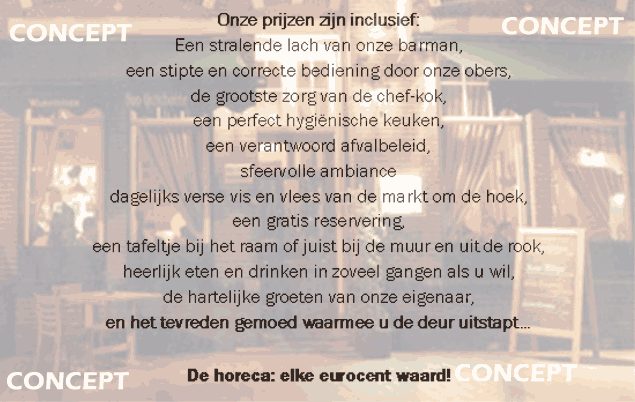 Onze prijzen zijn inclusief:
CONCEPT
CONCEPT
Een stralende lach van onze barman,
een stipte en correcte bediening door onze obers,
de grootste zorg van de chef-kok,
een perfect hygiënische keuken,
een verantwoord afvalbeleid,
sfeervolle ambiance
dagelijks verse vis en vlees van de markt om de hoek,
een gratis reservering,
een tafeltje bij het raam of juist bij de muur en uit de rook,
heerlijk eten en drinken in zoveel gangen als u wil,
de hartelijke groeten van onze eigenaar,
en het tevreden gemoed waarmee u de deur uitstapt...
De horeca: elke eurocent waard!
CONCEPT
CONCEPT